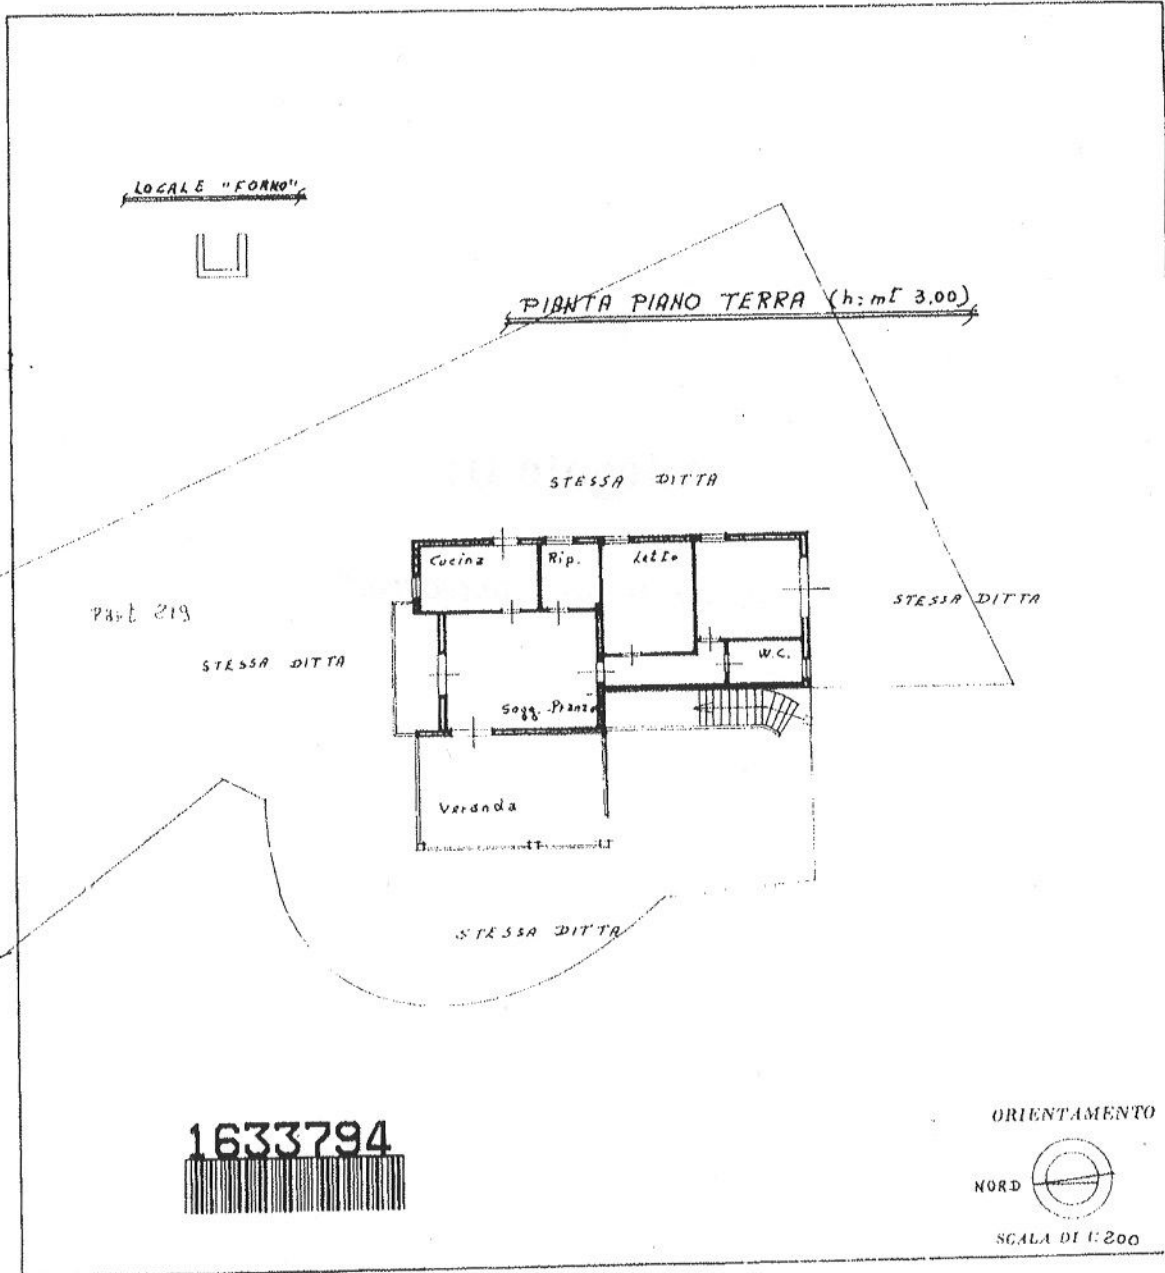 LOCALE "FORNO"
PIANTA PIANO TERRA (h: mt 3,00)
STESSA DITTA
Cucina
Rip.
Letto
STESSA DITTA
Part 219
STESSA DITTA
W.C.
Sogg. Pranzo
Veranda
STESSA DITTA
1633794
ORIENTAMENTO
NORD
SCALA DI 1:200